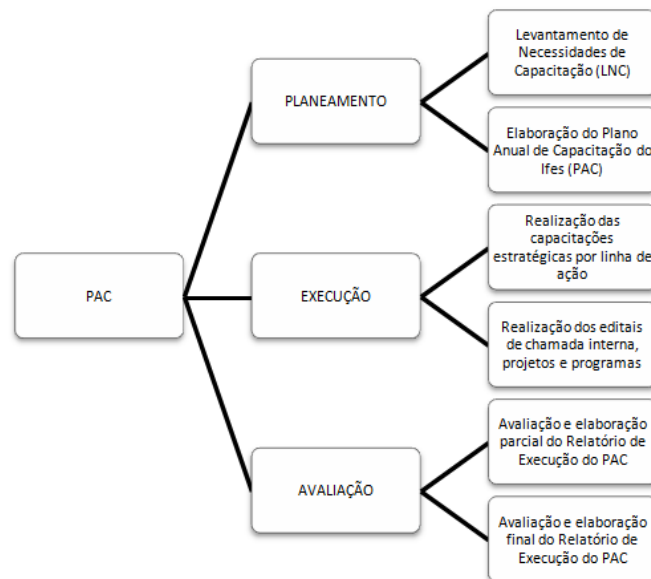 Levantamento de
Necessidades de
Capacitação (LNC)
PLANEAMENTO
Elaboração do Plano
Anual de Capacitação do
Ifes (PAC)
Realização das
capacitações
estratégicas por linha de
ação
PAC
EXECUÇÃO
Realização dos editais
de chamada interna,
projetos e programas
Avaliação e elaboração
parcial do Relatório de
Execução do PAC
AVALIAÇÃO
Avaliação e elaboração
final do Relatório de
Execução do PAC